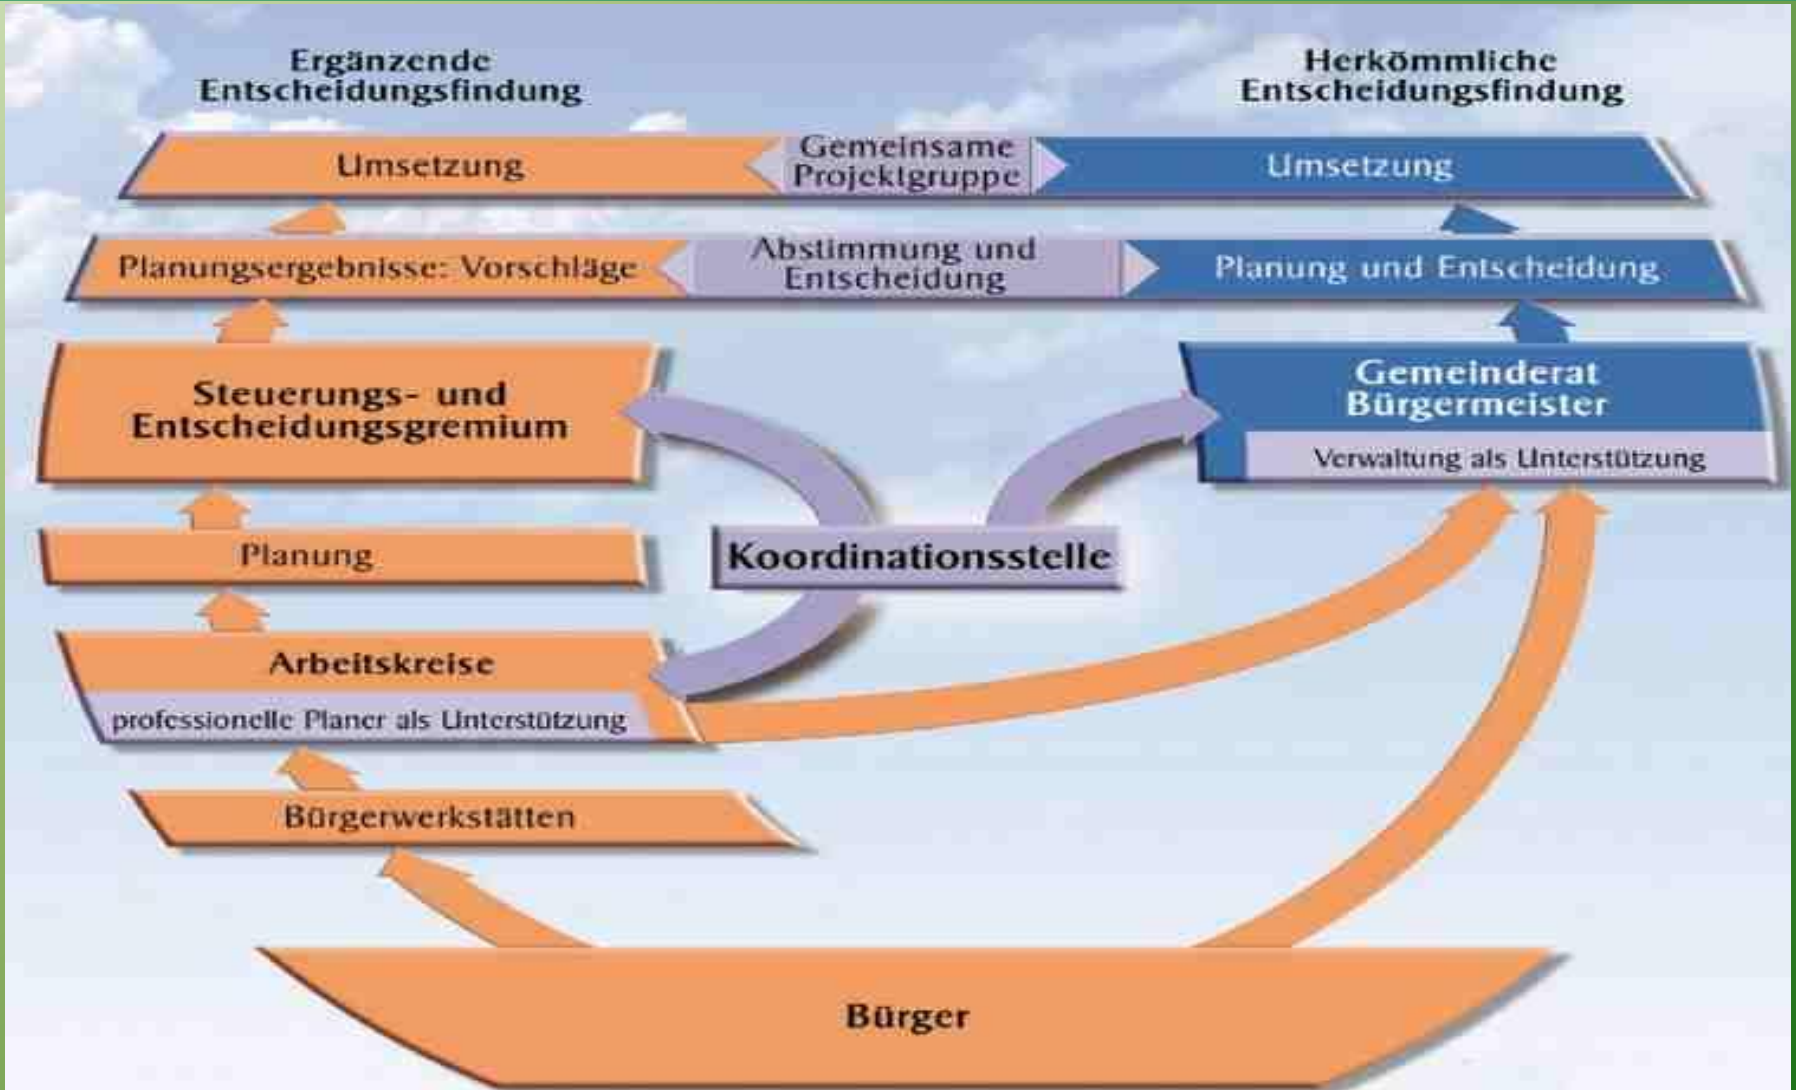 Ergänzende
Entscheidungsfindung
Herkömmliche
Entscheidungsfindung
Umsetzung
Gemeinsame
Projektgruppe
Umsetzung
Planungsergebnisse: Vorschläge
Abstimmung und
Entscheidung
Planung und Entscheidung
Steuerungs- und
Entscheidungsgremium
Gemeinderat
Bürgermeister
Verwaltung als Unterstützung
Planung
Koordinationsstelle
Arbeitskreise
professionelle Planer als Unterstützung
Bürgerwerkstätten
Bürger